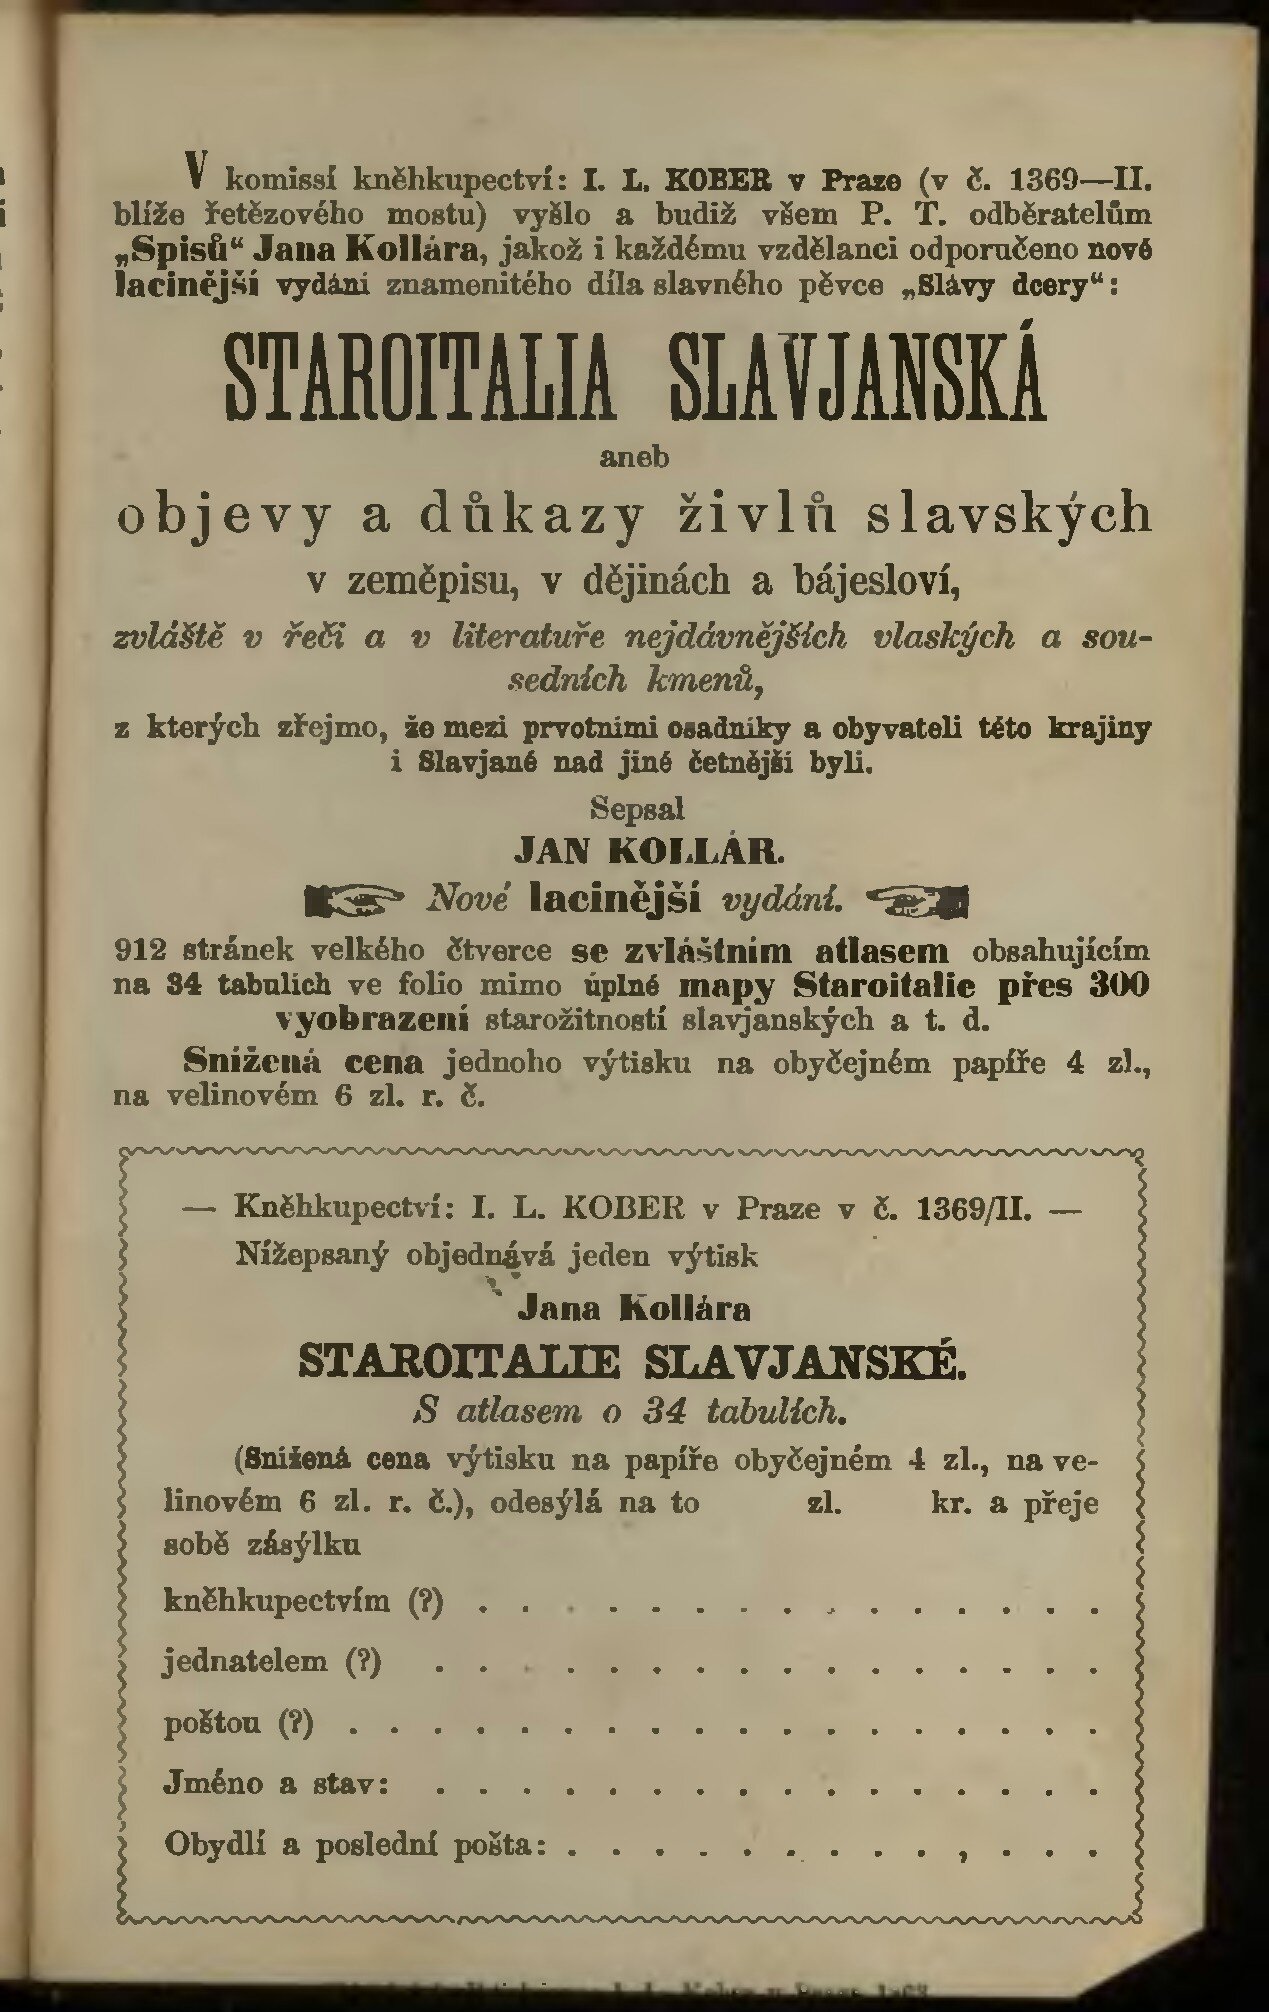 V komissí kněhkupectví: I. L. KOBER v Praze (v č. 1369—II.
blíže řetězového mostu) vyšlo a budiž všem P. T. odběratelům
„Spisů“ Jana Kollára, jakož i každému vzdělanci odporučeno nové
lacinější vydání znamenitého díla slavného pěvce „Slávy dcery“:
STAROITALIA SLAVJANSKÁ
aneb
objevy a důkazy živlů slavských
v zeměpisu, v dějinách a bájesloví,
zvláště v řeči a v literatuře nejdávnějších vlaských a sou-
sedních kmenů,
z kterých zřejmo, že mezi prvotními osadníky a obyvateli této krajiny
i Slavjané nad jiné četnější byli.
Sepsal
JAN KOLLÁR.
Nové lacinější vydání.
912 stránek velkého čtverce se zvláštním atlasem obsahujícím
na 34 tabulích ve folio mimo úplné mapy Staroitalie přes 300
vyobrazení starožitností slavjanských a t. d.
Snížená cena jednoho výtisku na obyčejném papíře 4 zl.,
na velinovém 6 zl. r. č.
— Kněhkupectví: I. L. KOBER v Praze v č. 1369/II. —
Nížepsaný objednává jeden výtisk
Jana Kollára
STAROITALIE SLAVJANSKÉ.
S atlasem o 34 tabulích.
(Snížená cena výtisku na papíře obyčejném 4 zl., na ve-
linovém 6 zl. r. č.), odesýlá na to zl. kr. a přeje
sobě zásýlku
kněhkupectvím (?) . . . . . . . . . . . . . . .
jednatelem (?) . . . . . . . . . . . . . . . .
poštou (?) . . . . . . . . . . . . . . . . . .
Jméno a stav: . . . . . . . . . . . . . . . .
Obydlí a poslední pošta: . . . . . . . . . , . . .